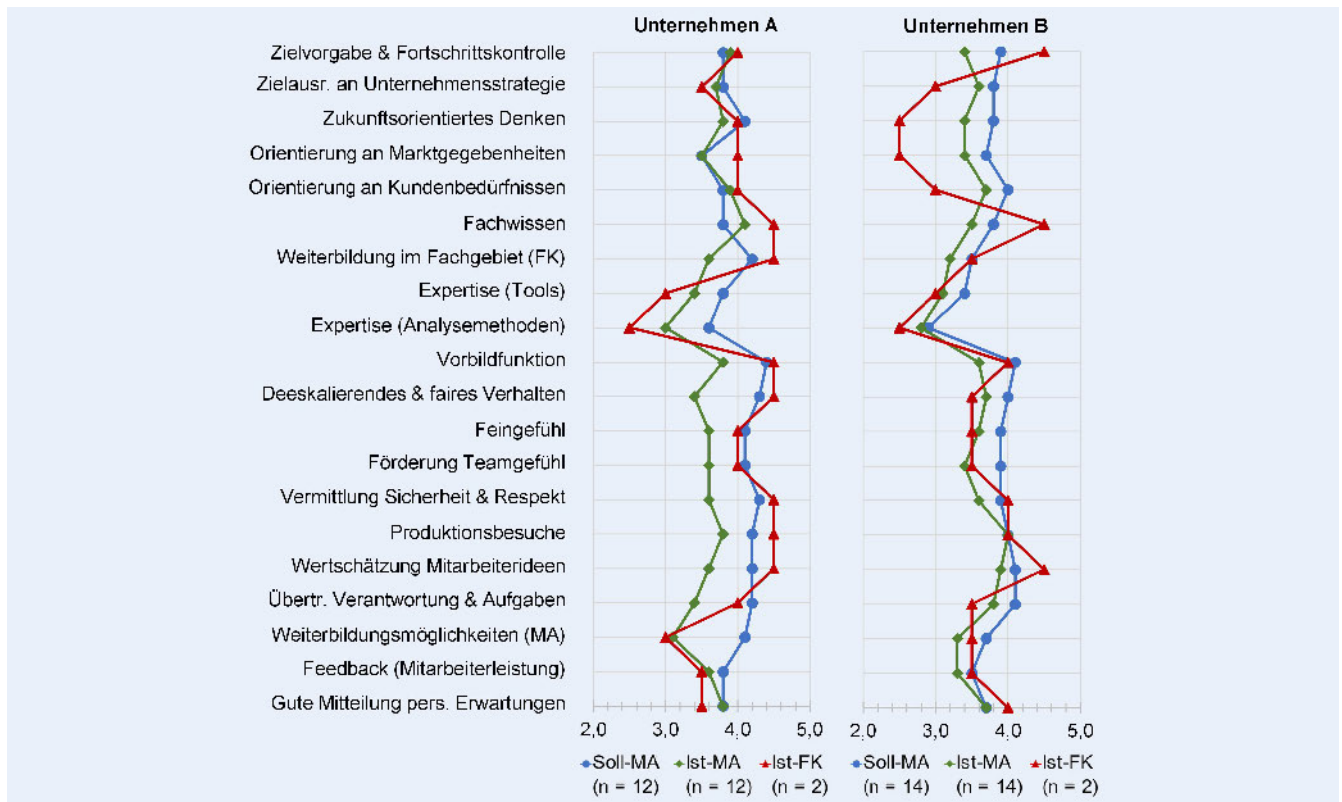 Unternehmen A
Unternehmen B
Zielvorgabe & Fortschrittskontrolle
Zielausr. an Unternehmensstrategie
Zukunftsorientiertes Denken
Orientierung an Marktgegebenheiten
Orientierung an Kundenbedürfnissen
Fachwissen
Weiterbildung im Fachgebiet (FK)
Expertise (Tools)
Expertise (Analysemethoden)
Vorbildfunktion
Deeskalierendes & faires Verhalten
Feingefühl
Förderung Teamgefühl
Vermittlung Sicherheit & Respekt
Produktionsbesuche
Wertschätzung Mitarbeiterideen
Übertr. Verantwortung & Aufgaben
Weiterbildungsmöglichkeiten (MA)
Feedback (Mitarbeiterleistung)
Gute Mitteilung pers. Erwartungen
2,0 3,0 4,0 5,0 2,0 3,0 4,0 5,0
Soll-MA Ist-MA Ist-FK Soll-MA Ist-MA Ist-FK
(n = 12) (n = 12) (n = 2) (n = 14) (n = 14) (n = 2)